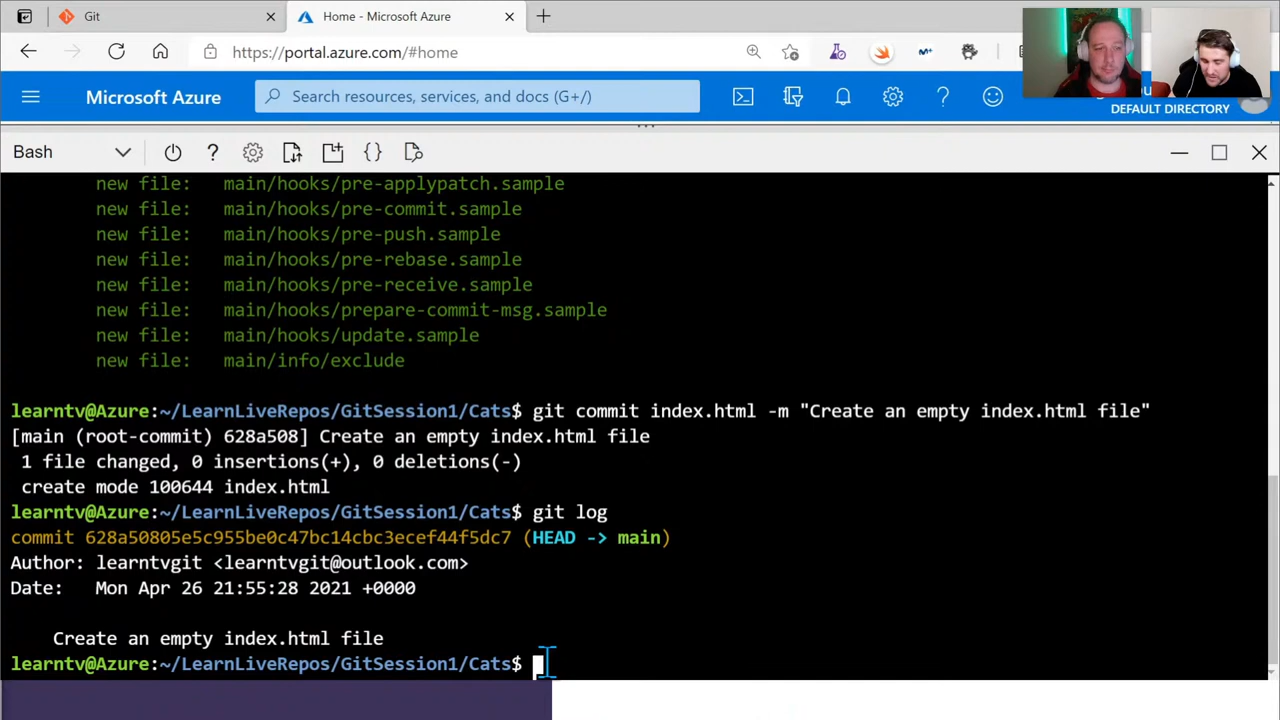 Git
Home - Microsoft Azure
https://portal.azure.com/#home
Microsoft Azure
Search resources, services, and docs (G+/)
DEFAULT DIRECTORY
Bash
new file:   main/hooks/pre-applypatch.sample
new file:   main/hooks/pre-commit.sample
new file:   main/hooks/pre-push.sample
new file:   main/hooks/pre-rebase.sample
new file:   main/hooks/pre-receive.sample
new file:   main/hooks/prepare-commit-msg.sample
new file:   main/hooks/update.sample
new file:   main/info/exclude
learntv@Azure:~/LearnLiveRepos/GitSession1/Cats$ git commit index.html -m "Create an empty index.html file"
[main (root-commit) 628a508] Create an empty index.html file
1 file changed, 0 insertions(+), 0 deletions(-)
create mode 100644 index.html
learntv@Azure:~/LearnLiveRepos/GitSession1/Cats$ git log
commit 628a50805e5c955be0c47bc14cbc3ecef44f5dc7 (HEAD -> main)
Author: learntvgit <learntvgit@outlook.com>
Date:   Mon Apr 26 21:55:28 2021 +0000
Create an empty index.html file
learntv@Azure:~/LearnLiveRepos/GitSession1/Cats$